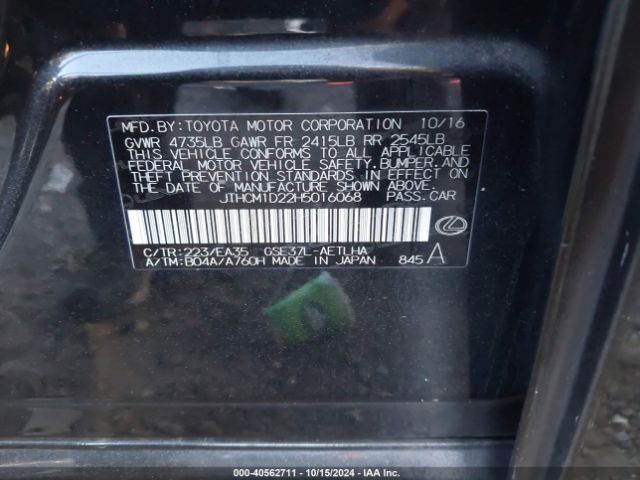 MFD. BY: TOYOTA MOTOR CORPORATION 10/16
GVWR 4735LB GAWR FR 2415LB RR 2545LB
THIS VEHICLE CONFORMS TO ALL APPLICABLE
FEDERAL MOTOR VEHICLE SAFETY, BUMPER, AND
THEFT PREVENTION STANDARDS IN EFFECT ON
THE DATE OF MANUFACTURE SHOWN ABOVE.
JTHCM1D22H5016068 PASS. CAR
C/TR: 223/EA35 GSE37L-AETLHA
A/TM: B04A/A760H MADE IN JAPAN 845 A
000-40562711 - 10/15/2024 - IAA Inc.